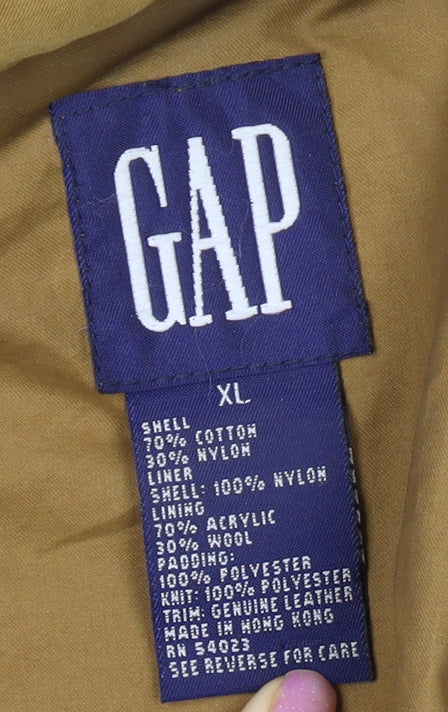 GAP
XL
SHELL
70% COTTON
30% NYLON
LINER
SHELL: 100% NYLON
LINING
70% ACRYLIC
30% WOOL
PADDING:
100% POLYESTER
KNIT: 100% POLYESTER
TRIM: GENUINE LEATHER
MADE IN HONG KONG
RN 54023
SEE REVERSE FOR CARE